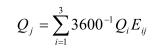 Q_j = \sum_{i=1}^{3} 3600^{-1} Q_i E_{ij}